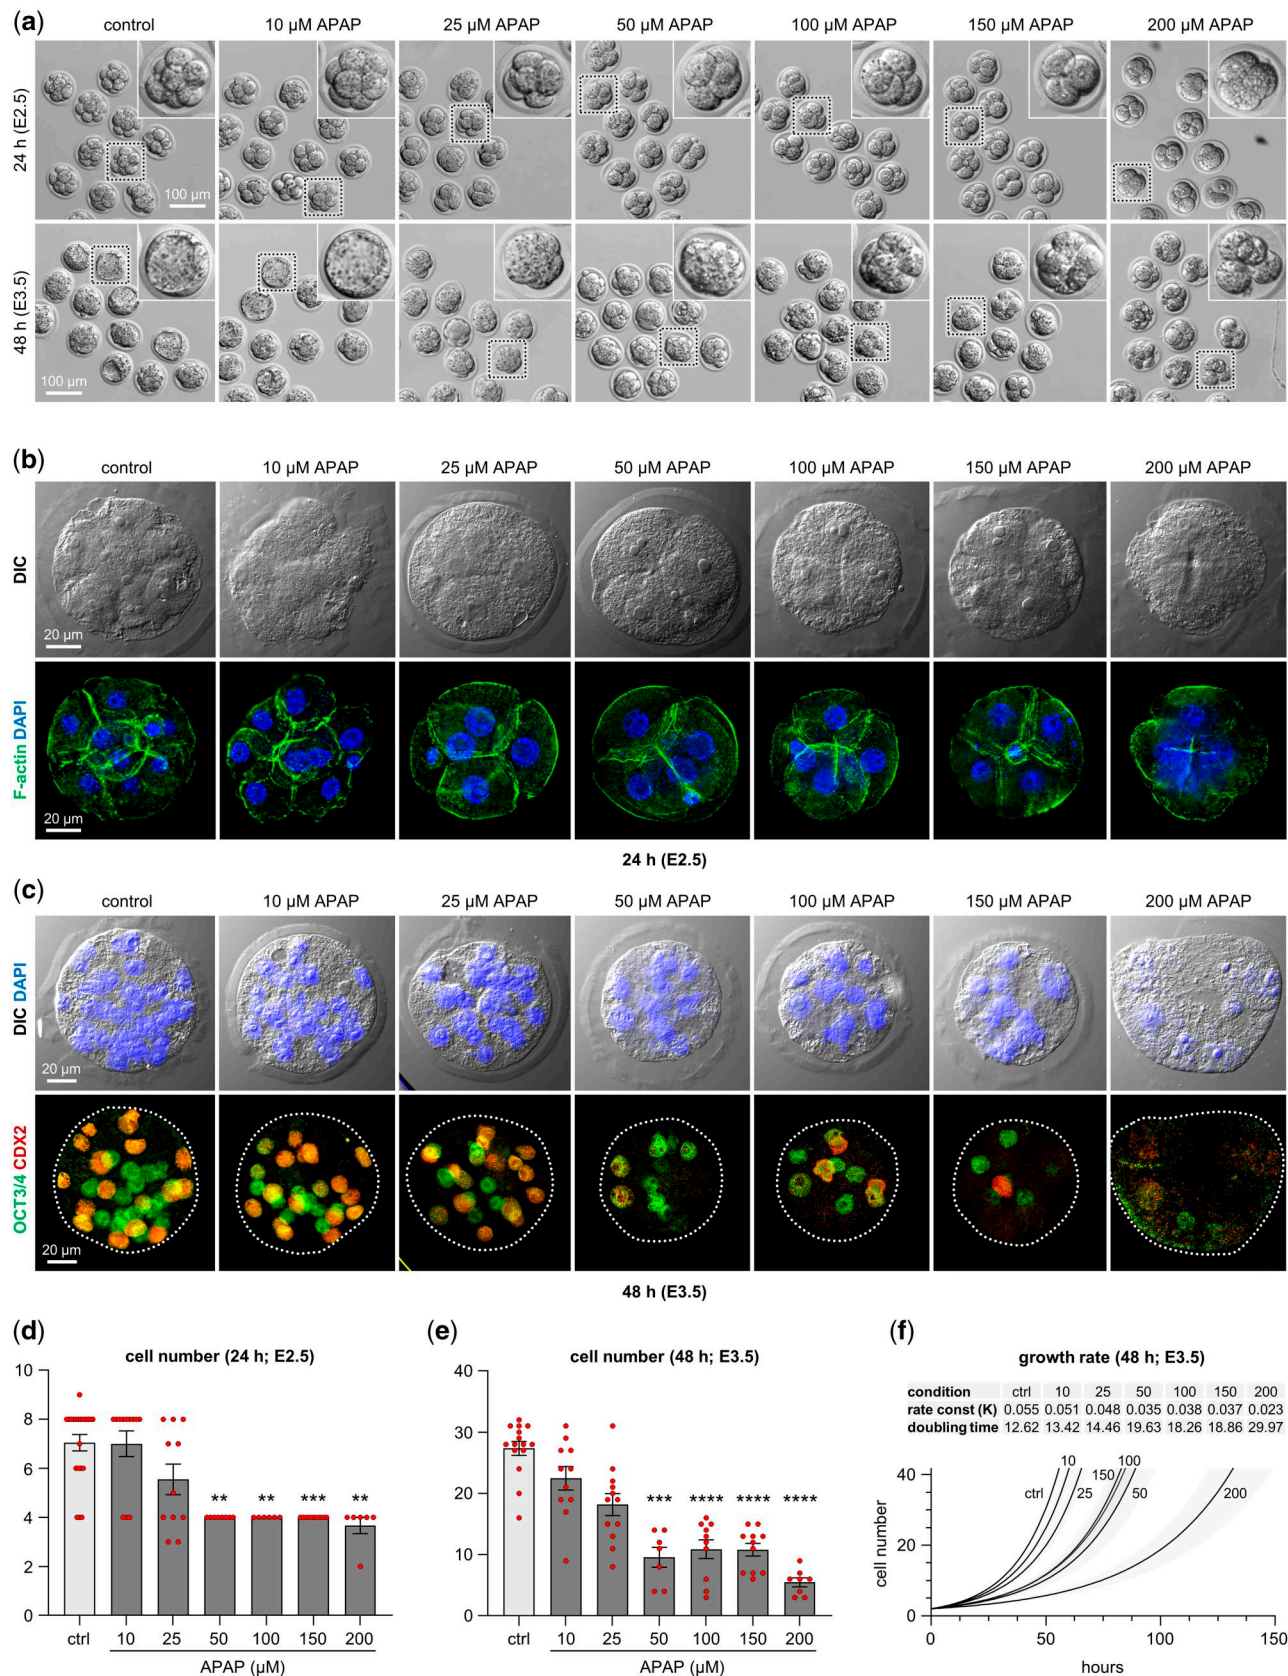 (a)
control 10 µM APAP 25 µM APAP 50 µM APAP 100 µM APAP 150 µM APAP 200 µM APAP
24 h (E2.5)
100 µm
48 h (E3.5)
100 µm
(b)
control 10 µM APAP 25 µM APAP 50 µM APAP 100 µM APAP 150 µM APAP 200 µM APAP
DIC
20 µm
F-actin DAPI
20 µm
24 h (E2.5)
(c)
control 10 µM APAP 25 µM APAP 50 µM APAP 100 µM APAP 150 µM APAP 200 µM APAP
DIC DAPI
20 µm
OCT3/4 CDX2
20 µm
48 h (E3.5)
(d)
cell number (24 h; E2.5)
10
8
6
4
2
0
** ** *** **
ctrl 10 25 50 100 150 200
APAP (µM)
(e)
cell number (48 h; E3.5)
40
30
20
10
0
*** **** **** ****
ctrl 10 25 50 100 150 200
APAP (µM)
(f)
growth rate (48 h; E3.5)
condition ctrl 10 25 50 100 150 200
rate const (K) 0.055 0.051 0.048 0.035 0.038 0.037 0.023
doubling time 12.62 13.42 14.46 19.63 18.26 18.86 29.97
cell number
40
20
0
ctrl 10 25 150 100 50 200
0 50 100 150
hours